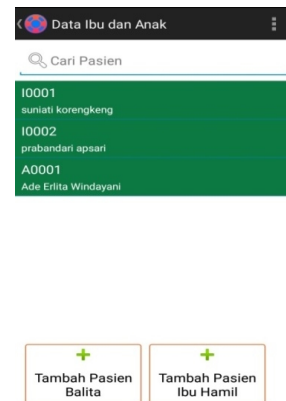 Data Ibu dan Anak
Cari Pasien
I0001
suniati korengkeng
I0002
prabandari apsari
A0001
Ade Erlita Windayani
Tambah Pasien
Balita
Tambah Pasien
Ibu Hamil